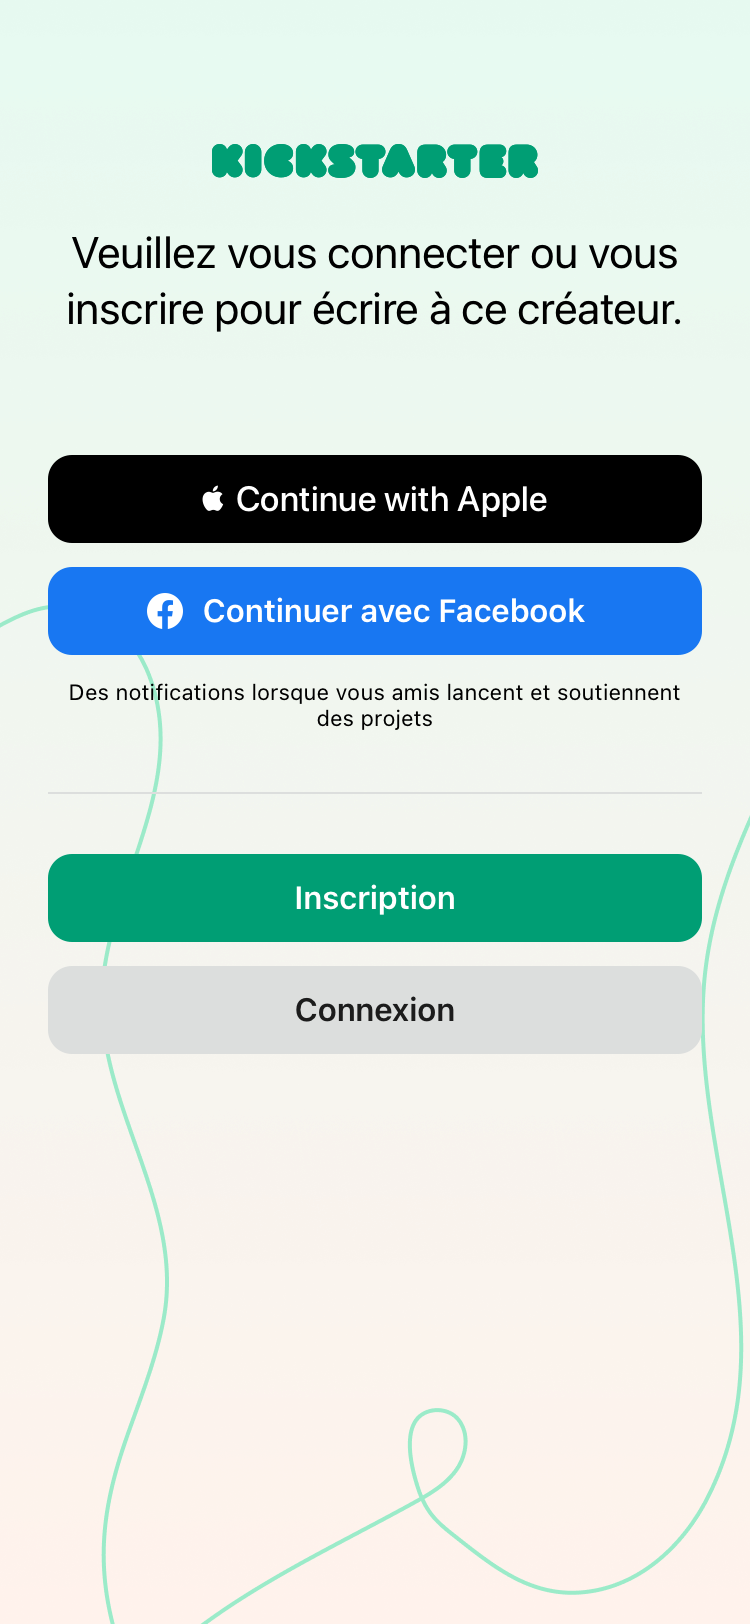 KICKSTARTER
Veuillez vous connecter ou vous
inscrire pour écrire à ce créateur.
Continue with Apple
Continuer avec Facebook
Des notifications lorsque vous amis lancent et soutiennent
des projets
Inscription
Connexion